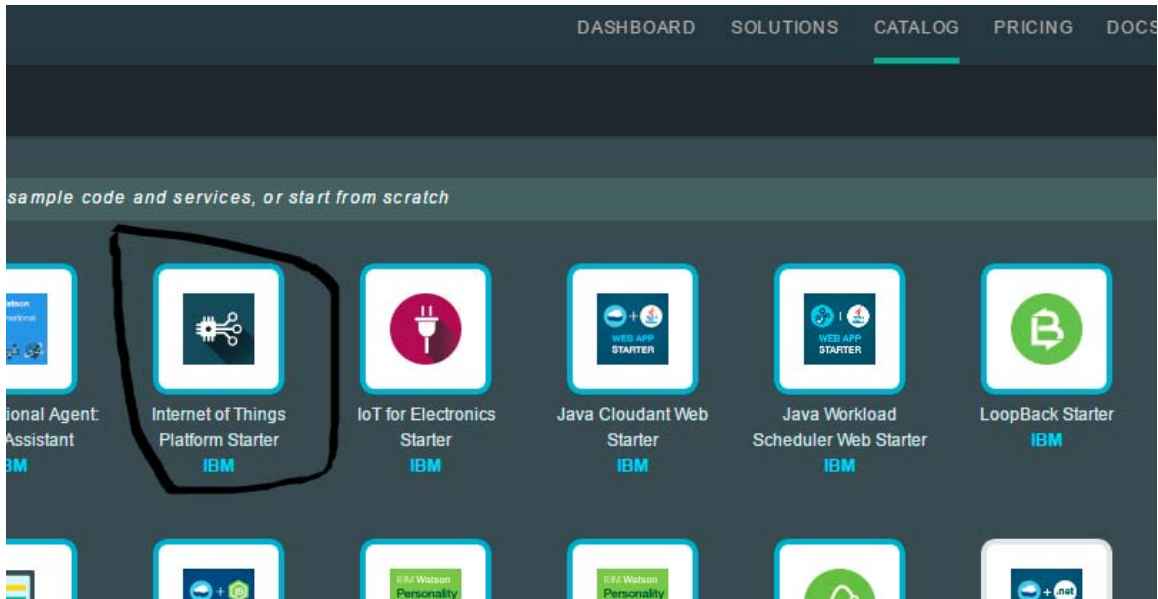 DASHBOARD SOLUTIONS CATALOG PRICING DOCS
sample code and services, or start from scratch
WEB APP
STARTER
WEB APP
STARTER
ional Agent:
Assistant
BM
Internet of Things
Platform Starter
IBM
IoT for Electronics
Starter
IBM
Java Cloudant Web
Starter
IBM
Java Workload
Scheduler Web Starter
IBM
LoopBack Starter
IBM
IBM Watson
Personality
IBM Watson
Personality
.net